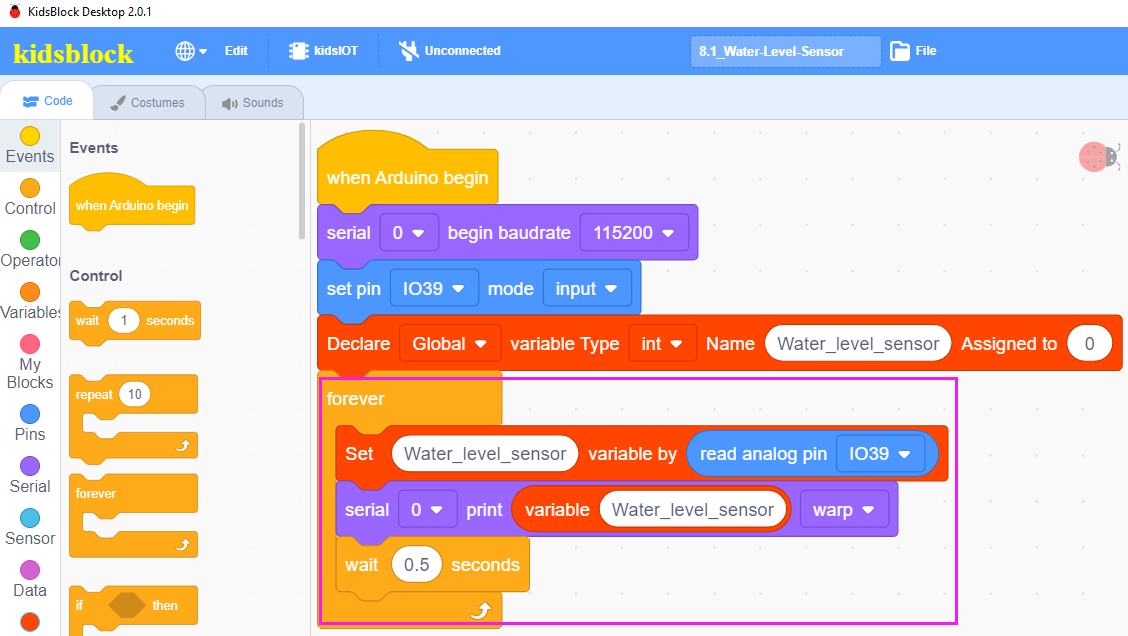 KidsBlock Desktop 2.0.1
kidsblock Edit kidsIOT Unconnected 8.1_Water-Level-Sensor File
Code Costumes Sounds
Events
Control
Operator
Variables
My
Blocks
Pins
Serial
Sensor
Data
Events
when Arduino begin
Control
wait 1 seconds
repeat 10
forever
if then
when Arduino begin
serial 0 begin baudrate 115200
set pin IO39 mode input
Declare Global variable Type int Name Water_level_sensor Assigned to 0
forever
Set Water_level_sensor variable by read analog pin IO39
serial 0 print variable Water_level_sensor warp
wait 0.5 seconds